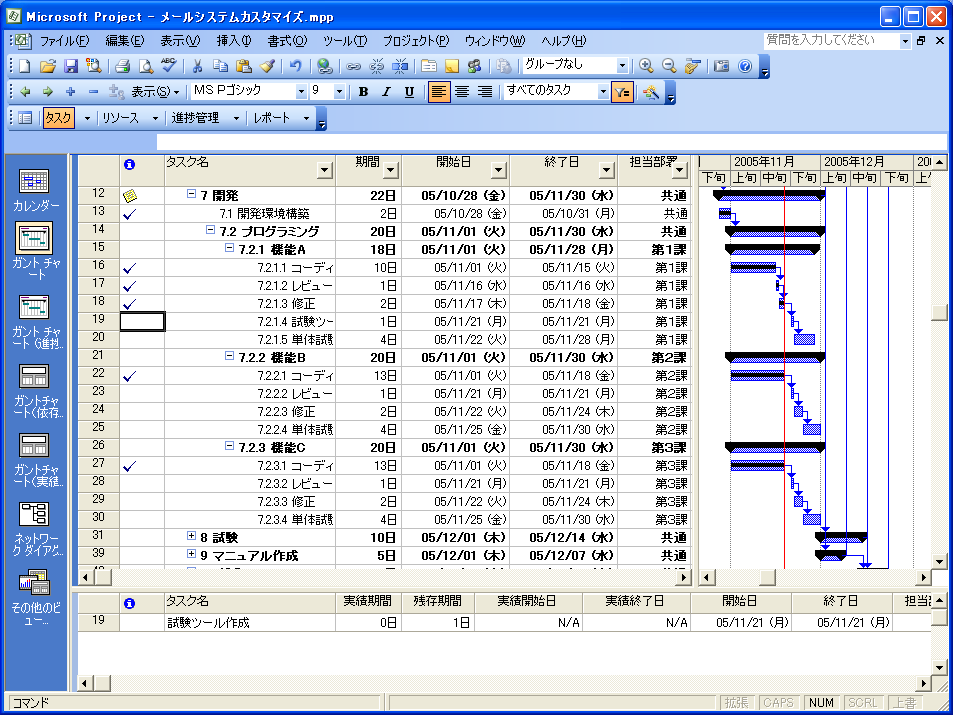 Microsoft Project - メールシステムカスタマイズ.mpp
ファイル(F) 編集(E) 表示(V) 挿入(I) 書式(O) ツール(T) プロジェクト(P) ウィンドウ(W) ヘルプ(H) 質問を入力してください
グループなし
表示(S) MS Pゴシック 9 B I U すべてのタスク
タスク リソース 進捗管理 レポート
カレンダー
ガント チャ
ート
ガント チャ
ート (進捗..
ガントチャ
ート(依存..
ガントチャ
ート(実績..
ネットワー
ク ダイアグ..
その他のビ
ュー...
タスク名 期間 開始日 終了日 担当部署 2005年11月 2005年12月 200
下旬 上旬 中旬 下旬 上旬 中旬 下旬 上旬
12 7 開発 22日 05/10/28 (金) 05/11/30 (水) 共通
13 7.1 開発環境構築 2日 05/10/28 (金) 05/10/31 (月) 共通
14 7.2 プログラミング 20日 05/11/01 (火) 05/11/30 (水) 共通
15 7.2.1 機能A 18日 05/11/01 (火) 05/11/28 (月) 第1課
16 7.2.1.1 コーディ 10日 05/11/01 (火) 05/11/15 (火) 第1課
17 7.2.1.2 レビュー 1日 05/11/16 (水) 05/11/16 (水) 第1課
18 7.2.1.3 修正 2日 05/11/17 (木) 05/11/18 (金) 第1課
19 7.2.1.4 試験ツー 1日 05/11/21 (月) 05/11/21 (月) 第1課
20 7.2.1.5 単体試験 4日 05/11/22 (火) 05/11/28 (月) 第1課
21 7.2.2 機能B 20日 05/11/01 (火) 05/11/30 (水) 第2課
22 7.2.2.1 コーディ 13日 05/11/01 (火) 05/11/18 (金) 第2課
23 7.2.2.2 レビュー 1日 05/11/21 (月) 05/11/21 (月) 第2課
24 7.2.2.3 修正 2日 05/11/22 (火) 05/11/24 (木) 第2課
25 7.2.2.4 単体試験 4日 05/11/25 (金) 05/11/30 (水) 第2課
26 7.2.3 機能C 20日 05/11/01 (火) 05/11/30 (水) 第3課
27 7.2.3.1 コーディ 13日 05/11/01 (火) 05/11/18 (金) 第3課
28 7.2.3.2 レビュー 1日 05/11/21 (月) 05/11/21 (月) 第3課
29 7.2.3.3 修正 2日 05/11/22 (火) 05/11/24 (木) 第3課
30 7.2.3.4 単体試験 4日 05/11/25 (金) 05/11/30 (水) 第3課
31 8 試験 10日 05/12/01 (木) 05/12/14 (水) 共通
39 9 マニュアル作成 5日 05/12/01 (木) 05/12/07 (水) 共通
タスク名 実績期間 残存期間 実績開始日 実績終了日 開始日 終了日 担当部
19 試験ツール作成 0日 1日 N/A N/A 05/11/21 (月) 05/11/21 (月)
コマンド 拡張 CAPS NUM SCRL 上書